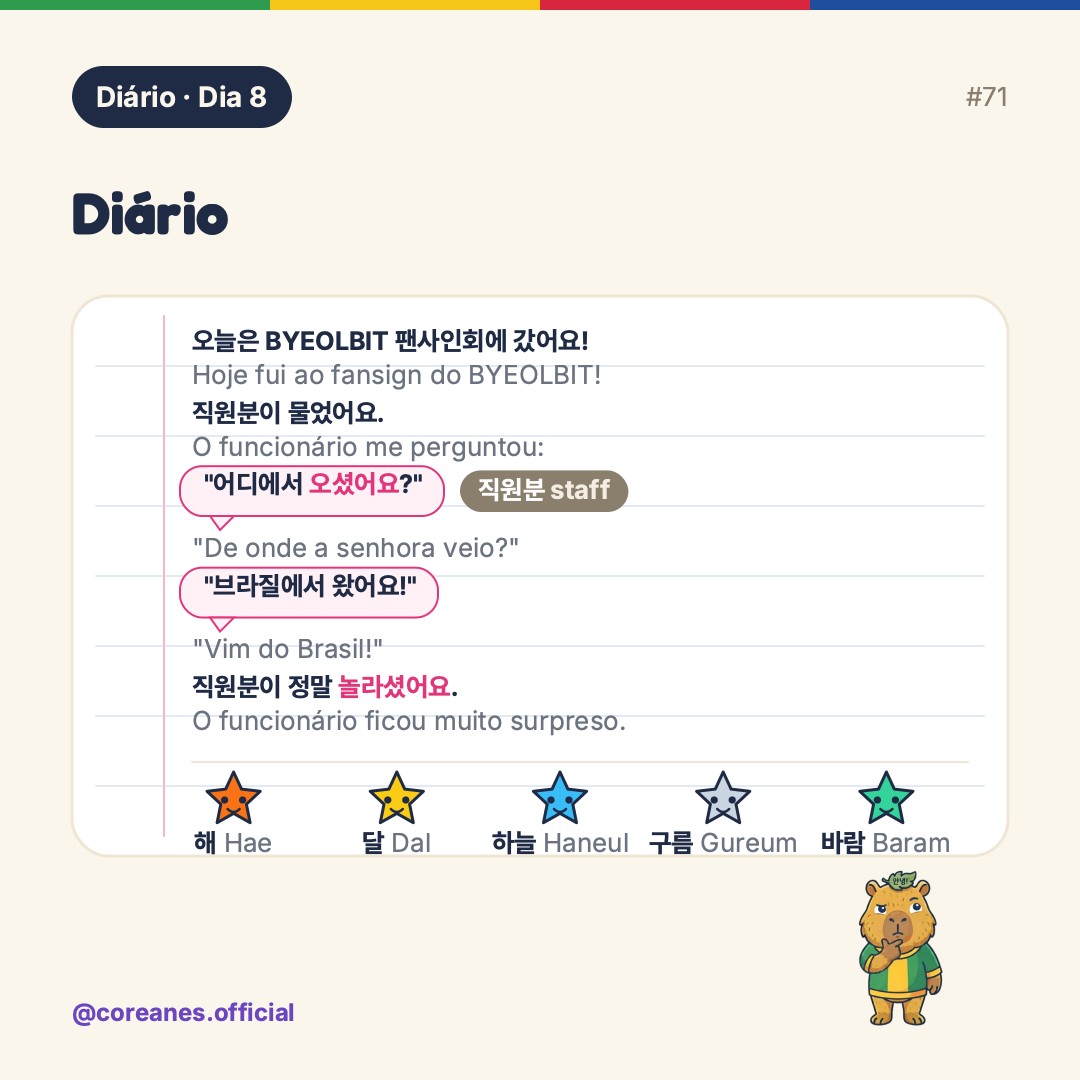 Diário · Dia 8
#71
Diário
오늘은 BYEOLBIT 팬사인회에 갔어요!
Hoje fui ao fansign do BYEOLBIT!
직원분이 물었어요.
O funcionário me perguntou:
"어디에서 오셨어요?" 직원분 staff
"De onde a senhora veio?"
"브라질에서 왔어요!"
"Vim do Brasil!"
직원분이 정말 놀라셨어요.
O funcionário ficou muito surpreso.
해 Hae 달 Dal 하늘 Haneul 구름 Gureum 바람 Baram
안녕!
@coreanes.official